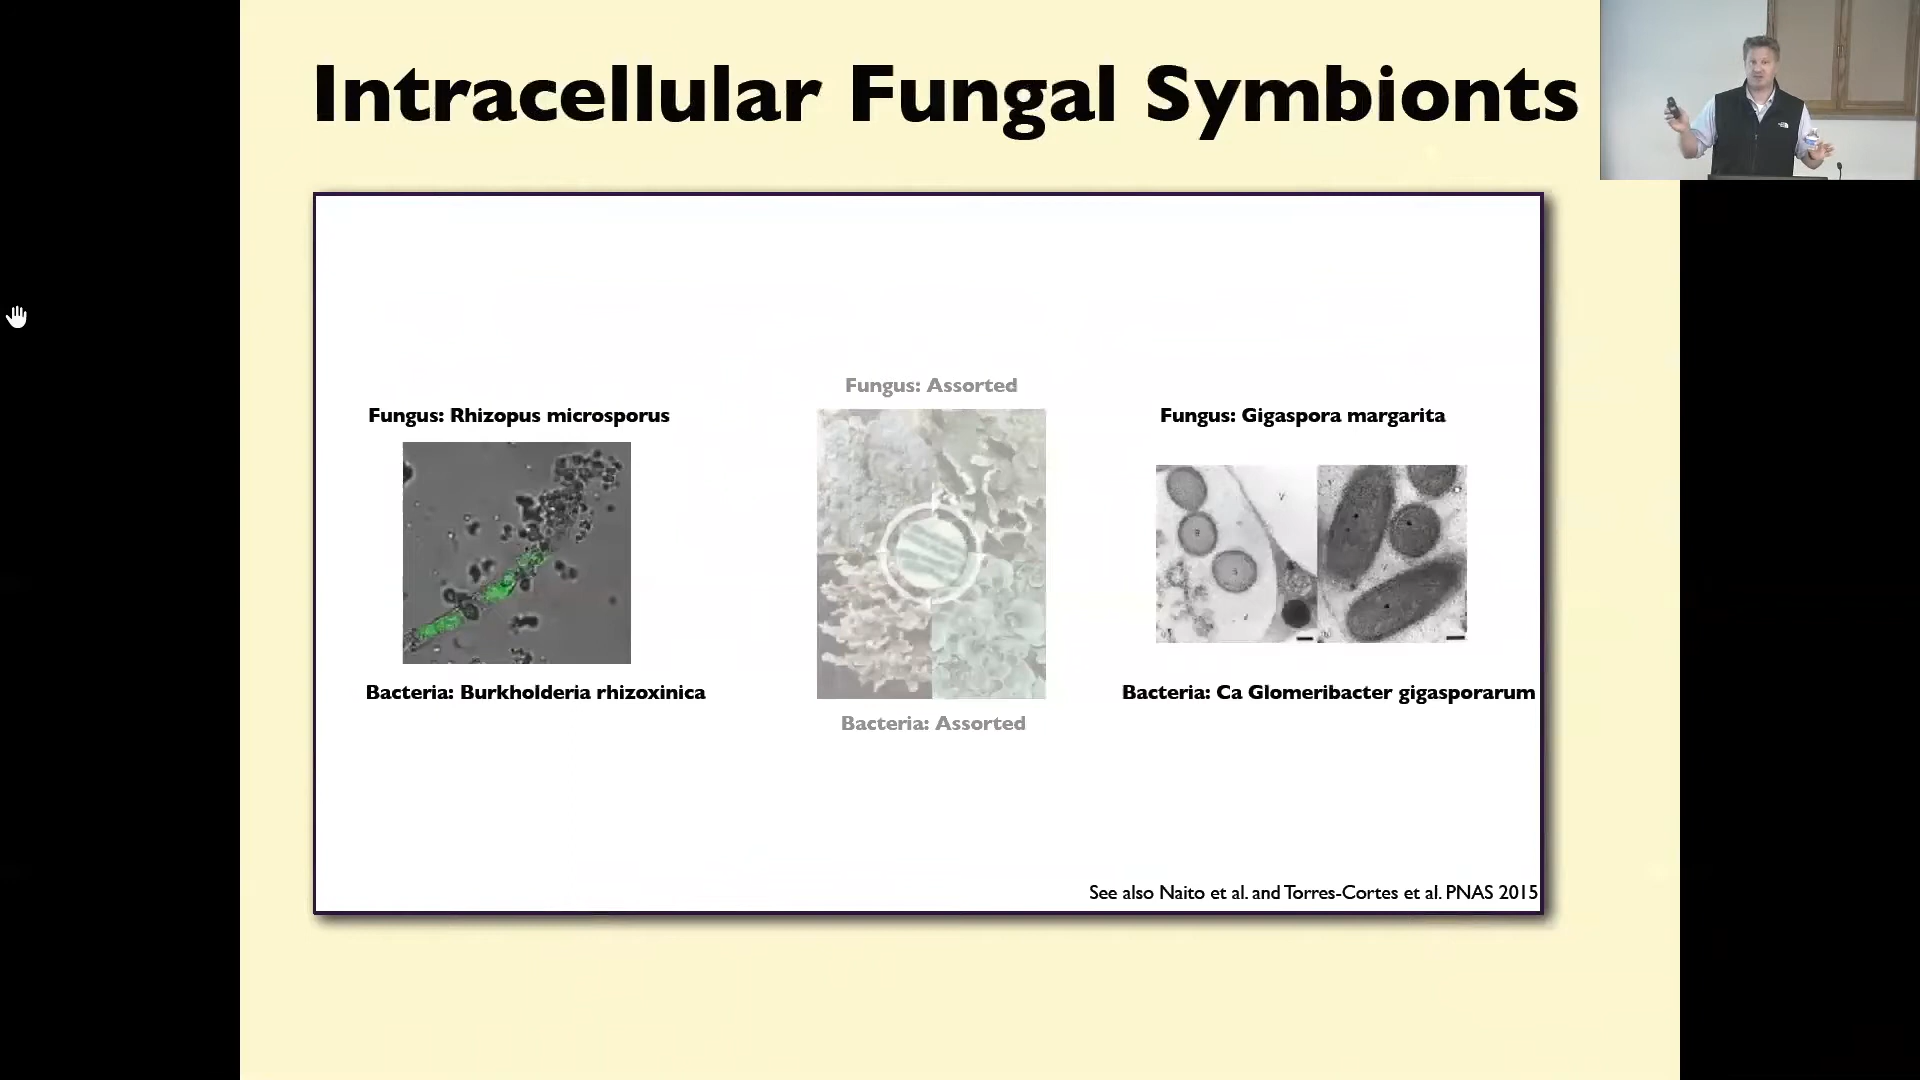 Intracellular Fungal Symbionts
Fungus: Assorted
Fungus: Rhizopus microsporus
Fungus: Gigaspora margarita
Bacteria: Burkholderia rhizoxinica
Bacteria: Ca Glomeribacter gigasporarum
Bacteria: Assorted
See also Naito et al. and Torres-Cortes et al. PNAS 2015